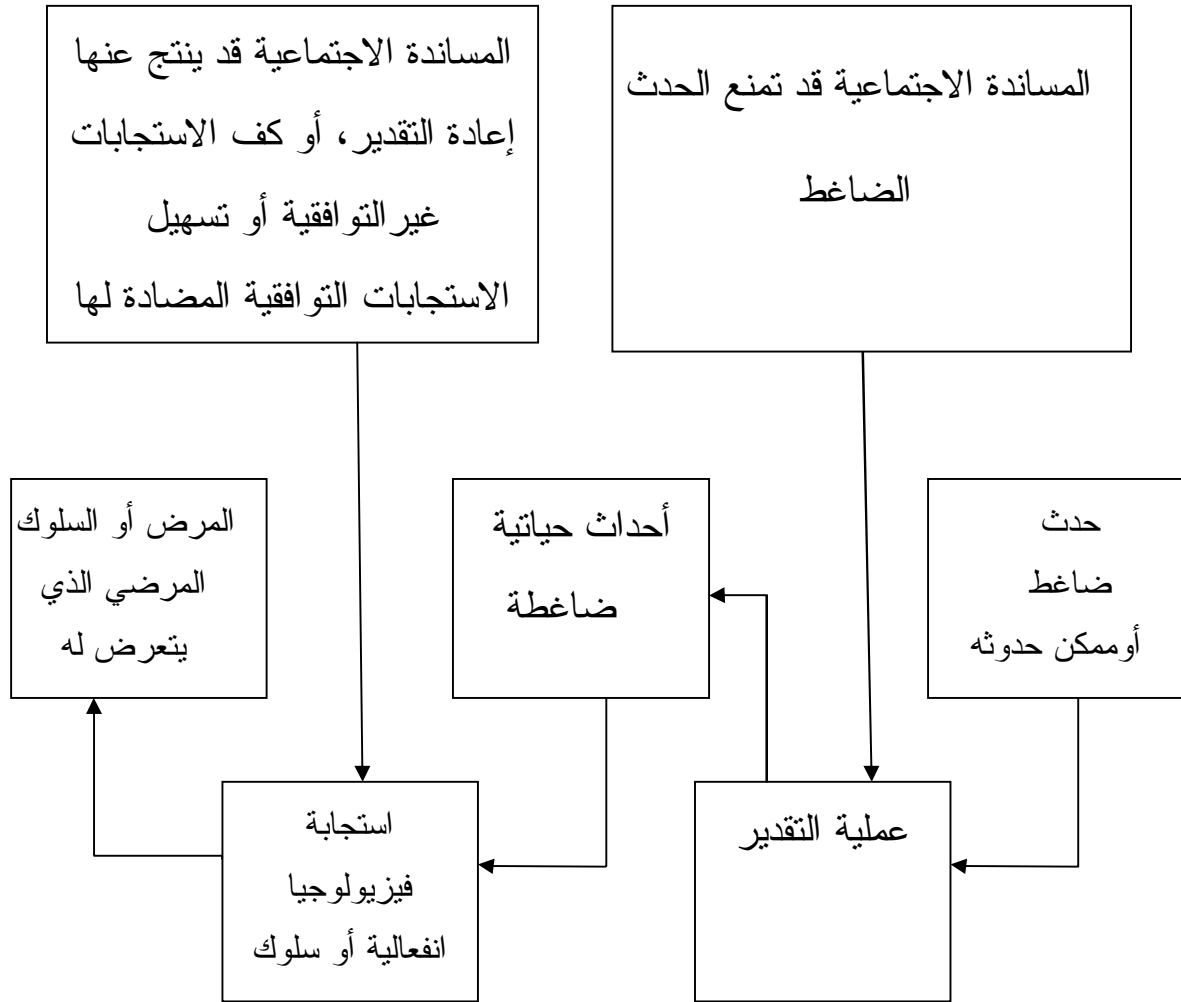 المساندة الاجتماعية قد تمنع الحدث
الضاغط
المساندة الاجتماعية قد ينتج عنها
إعادة التقدير، أو كف الاستجابات
غيرالتوافقية أو تسهيل
الاستجابات التوافقية المضادة لها
حدث
ضاغط
أوممكن حدوثه
أحداث حياتية
ضاغطة
المرض أو السلوك
المرضي الذي
يتعرض له
عملية التقدير
استجابة
فيزيولوجيا
انفعالية أو سلوك